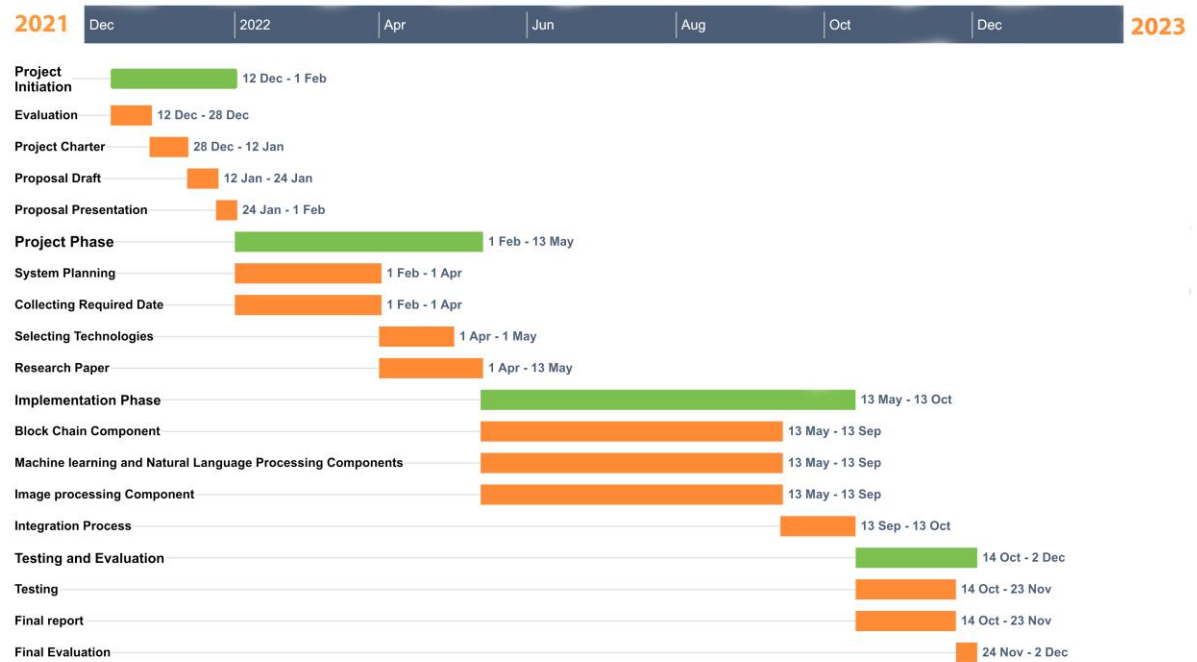 2021 Dec 2022 Apr Jun Aug Oct Dec 2023
Project
Initiation 12 Dec - 1 Feb
Evaluation 12 Dec - 28 Dec
Project Charter 28 Dec - 12 Jan
Proposal Draft 12 Jan - 24 Jan
Proposal Presentation 24 Jan - 1 Feb
Project Phase 1 Feb - 13 May
System Planning 1 Feb - 1 Apr
Collecting Required Date 1 Feb - 1 Apr
Selecting Technologies 1 Apr - 1 May
Research Paper 1 Apr - 13 May
Implementation Phase 13 May - 13 Oct
Block Chain Component 13 May - 13 Sep
Machine learning and Natural Language Processing Components 13 May - 13 Sep
Image processing Component 13 May - 13 Sep
Integration Process 13 Sep - 13 Oct
Testing and Evaluation 14 Oct - 2 Dec
Testing 14 Oct - 23 Nov
Final report 14 Oct - 23 Nov
Final Evaluation 24 Nov - 2 Dec